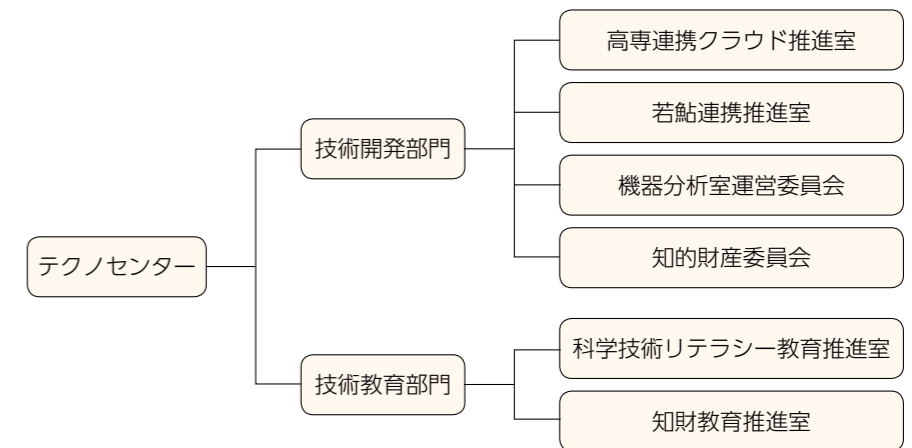 テクノセンター
技術開発部門
高専連携クラウド推進室
若鮎連携推進室
機器分析室運営委員会
知的財産委員会
技術教育部門
科学技術リテラシー教育推進室
知財教育推進室